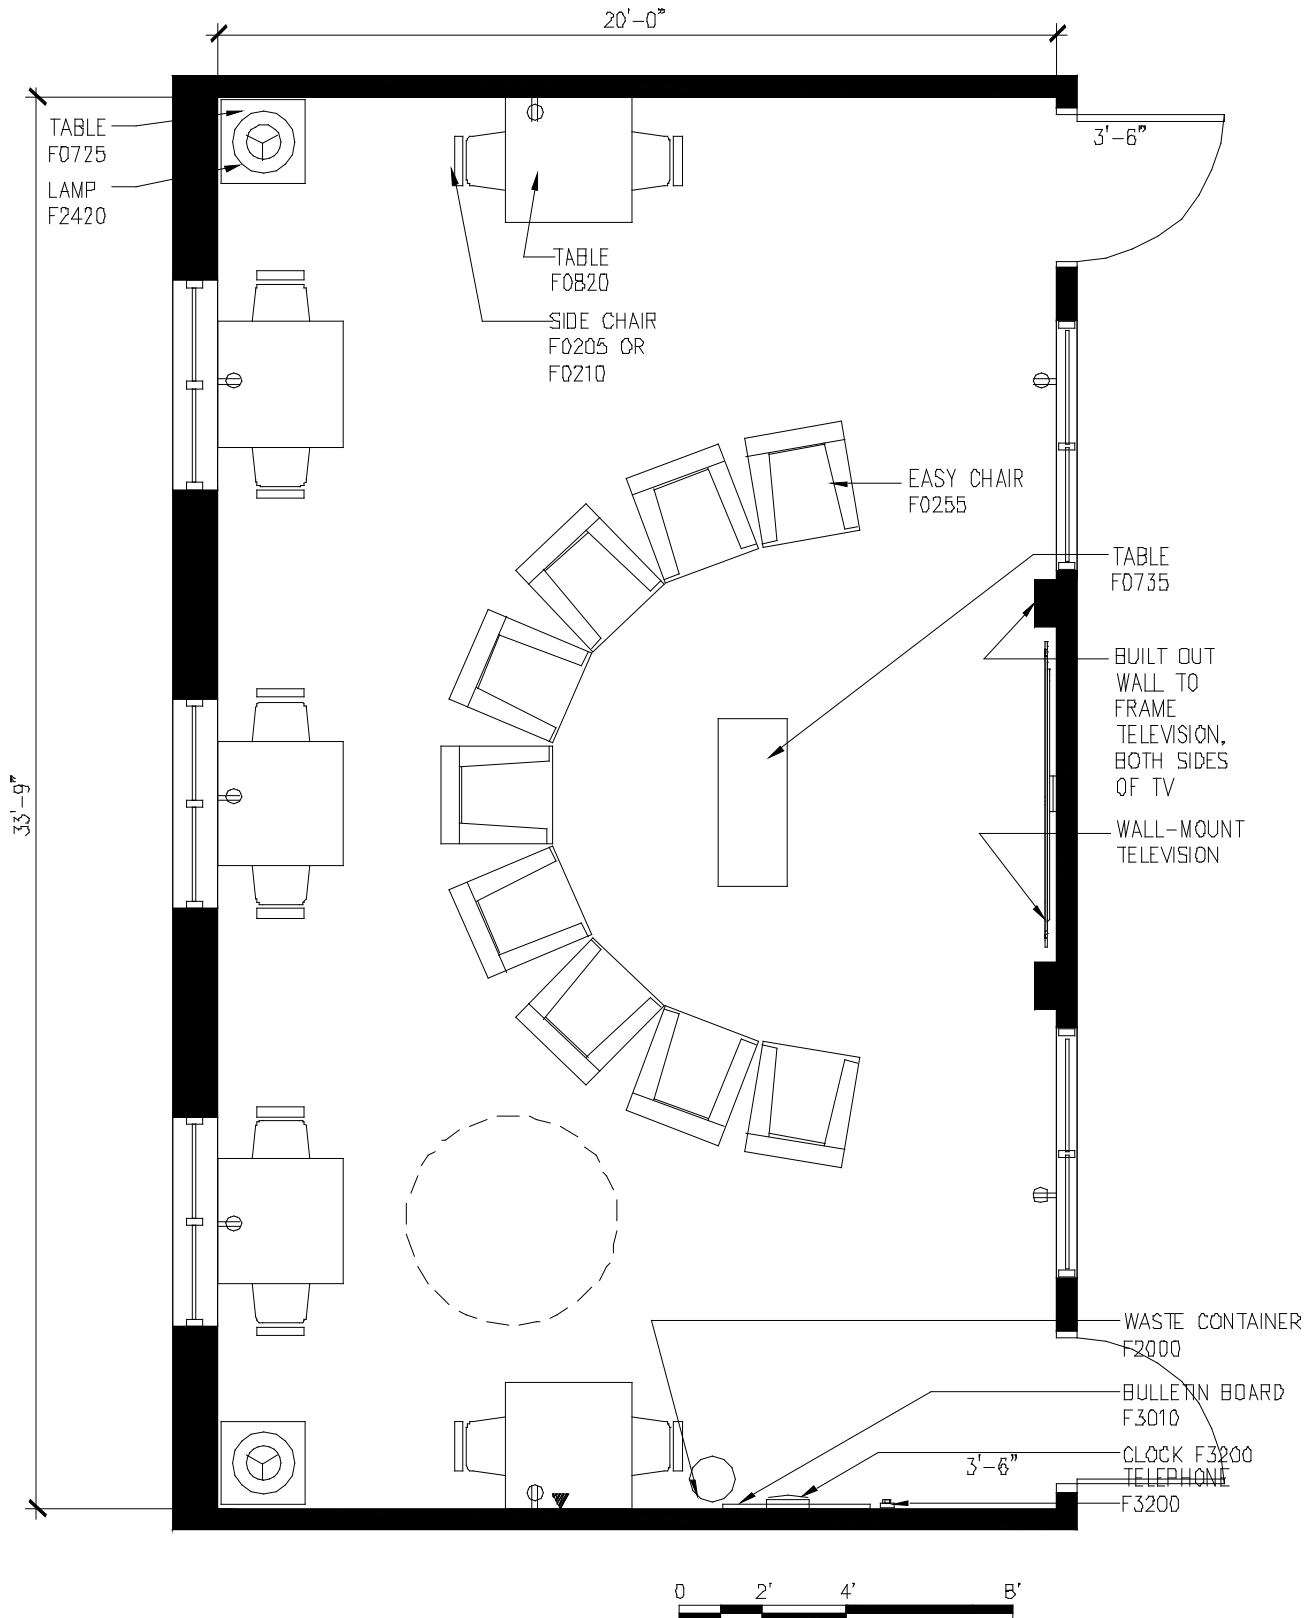 20'-0"
3'-6"
TABLE
F0725
LAMP
F2420
TABLE
F0820
SIDE CHAIR
F0205 OR
F0210
EASY CHAIR
F0255
TABLE
F0735
BUILT OUT
WALL TO
FRAME
TELEVISION,
BOTH SIDES
OF TV
33'-9"
WALL-MOUNT
TELEVISION
WASTE CONTAINER
F2000
BULLETIN BOARD
F3010
3'-6"
CLOCK F3200
TELEPHONE
F3200
0 2' 4' 8'